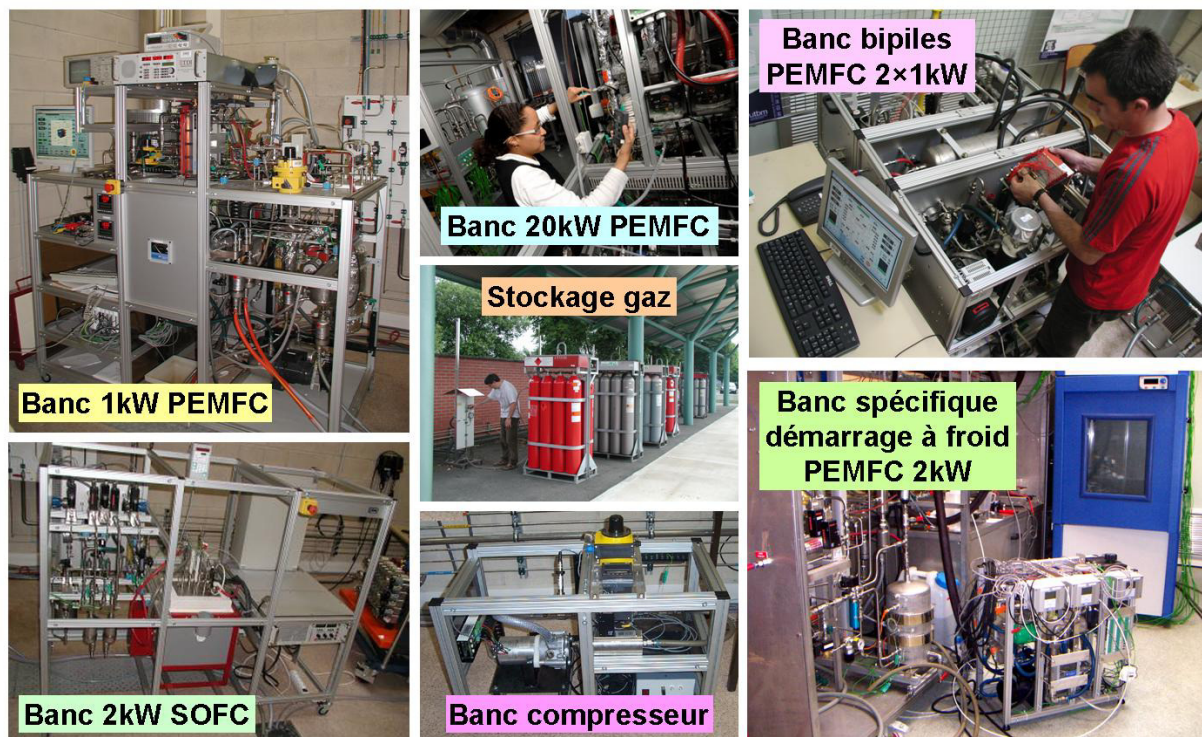 Banc 1kW PEMFC
Banc 20kW PEMFC
Banc bipiles
PEMFC 2×1kW
Stockage gaz
Banc spécifique
démarrage à froid
PEMFC 2kW
Banc 2kW SOFC
Banc compresseur